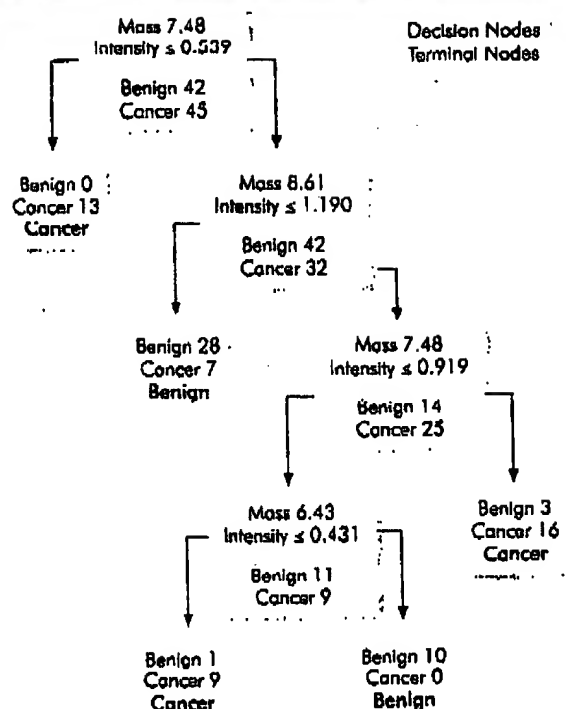 Mass 7.48
Intensity ≤ 0.539
Benign 42
Cancer 45
Decision Nodes
Terminal Nodes
Benign 0
Cancer 13
Cancer
Mass 8.61
Intensity ≤ 1.190
Benign 42
Cancer 32
Benign 28
Cancer 7
Benign
Mass 7.48
Intensity ≤ 0.919
Benign 14
Cancer 25
Mass 6.43
Intensity ≤ 0.431
Benign 11
Cancer 9
Benign 3
Cancer 16
Cancer
Benign 1
Cancer 9
Cancer
Benign 10
Cancer 0
Benign